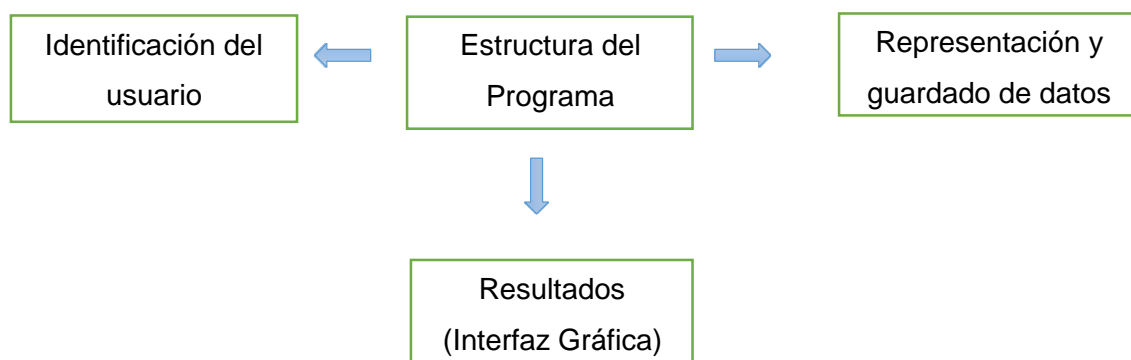 Identificación del
usuario
Estructura del
Programa
Representación y
guardado de datos
Resultados
(Interfaz Gráfica)